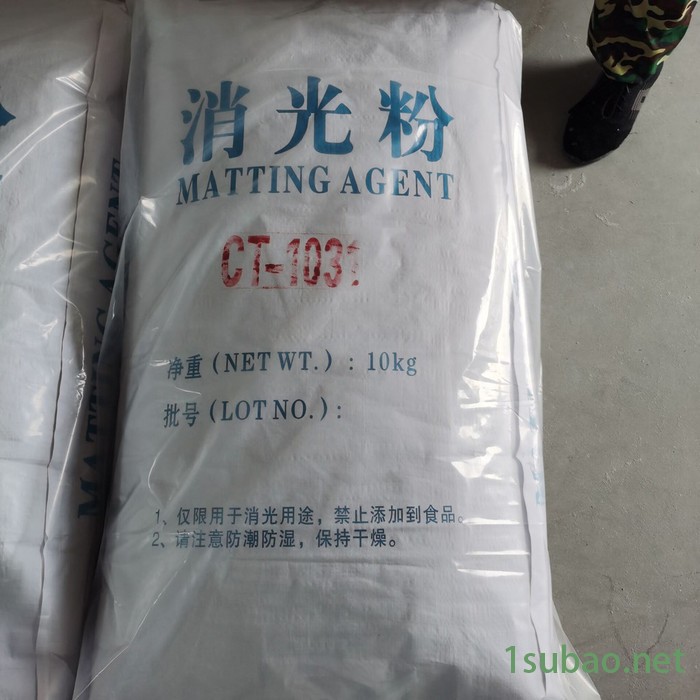 消光粉
MATTING AGENT
净重(NET WT.): 10kg
批号(LOT NO.):
1、仅限用于消光用途，禁止添加到食品。
2、请注意防潮防湿，保持干燥。
MATTING AGENT
1subao.net